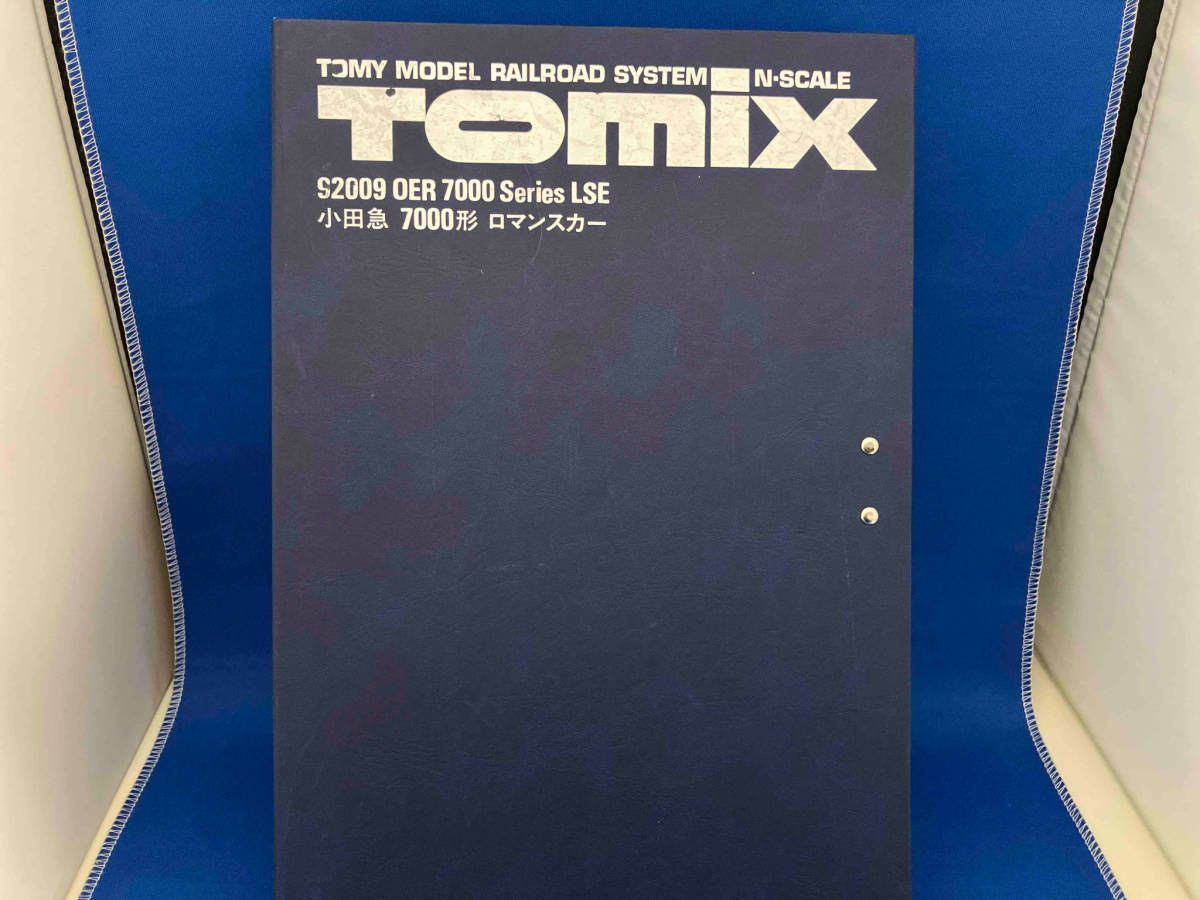 TOMY MODEL RAILROAD SYSTEM N-SCALE
TOMIX
92009 OER 7000 Series LSE
小田急 7000形 ロマンスカー